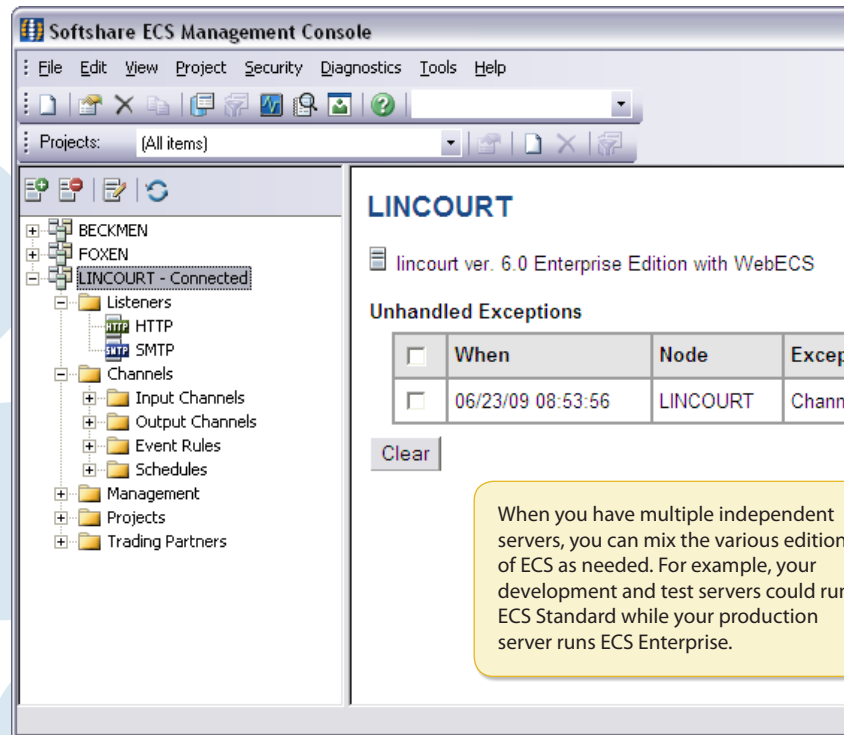 Softshare ECS Management Console
File Edit View Project Security Diagnostics Tools Help
Projects: (All items)
BECKMEN
FOXEN
LINCOURT - Connected
Listeners
HTTP HTTP
SMTP SMTP
Channels
Input Channels
Output Channels
Event Rules
Schedules
Management
Projects
Trading Partners
LINCOURT
lincourt ver. 6.0 Enterprise Edition with WebECS
Unhandled Exceptions
When Node Excep
06/23/09 08:53:56 LINCOURT Chann
Clear
When you have multiple independent
servers, you can mix the various edition
of ECS as needed. For example, your
development and test servers could run
ECS Standard while your production
server runs ECS Enterprise.